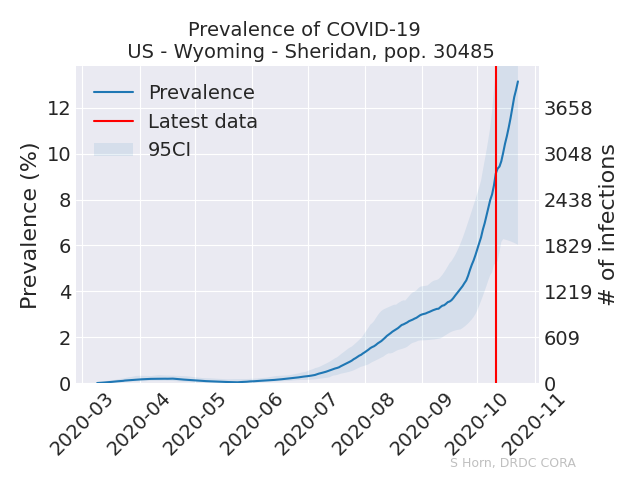 Prevalence of COVID-19
US - Wyoming - Sheridan, pop. 30485
Prevalence
Latest data
95CI
Prevalence (%)
12
10
8
6
4
2
0
3658
3048
2438
1829
1219
609
0
# of infections
2020-03
2020-04
2020-05
2020-06
2020-07
2020-08
2020-09
2020-10
2020-11
S Horn, DRDC CORA